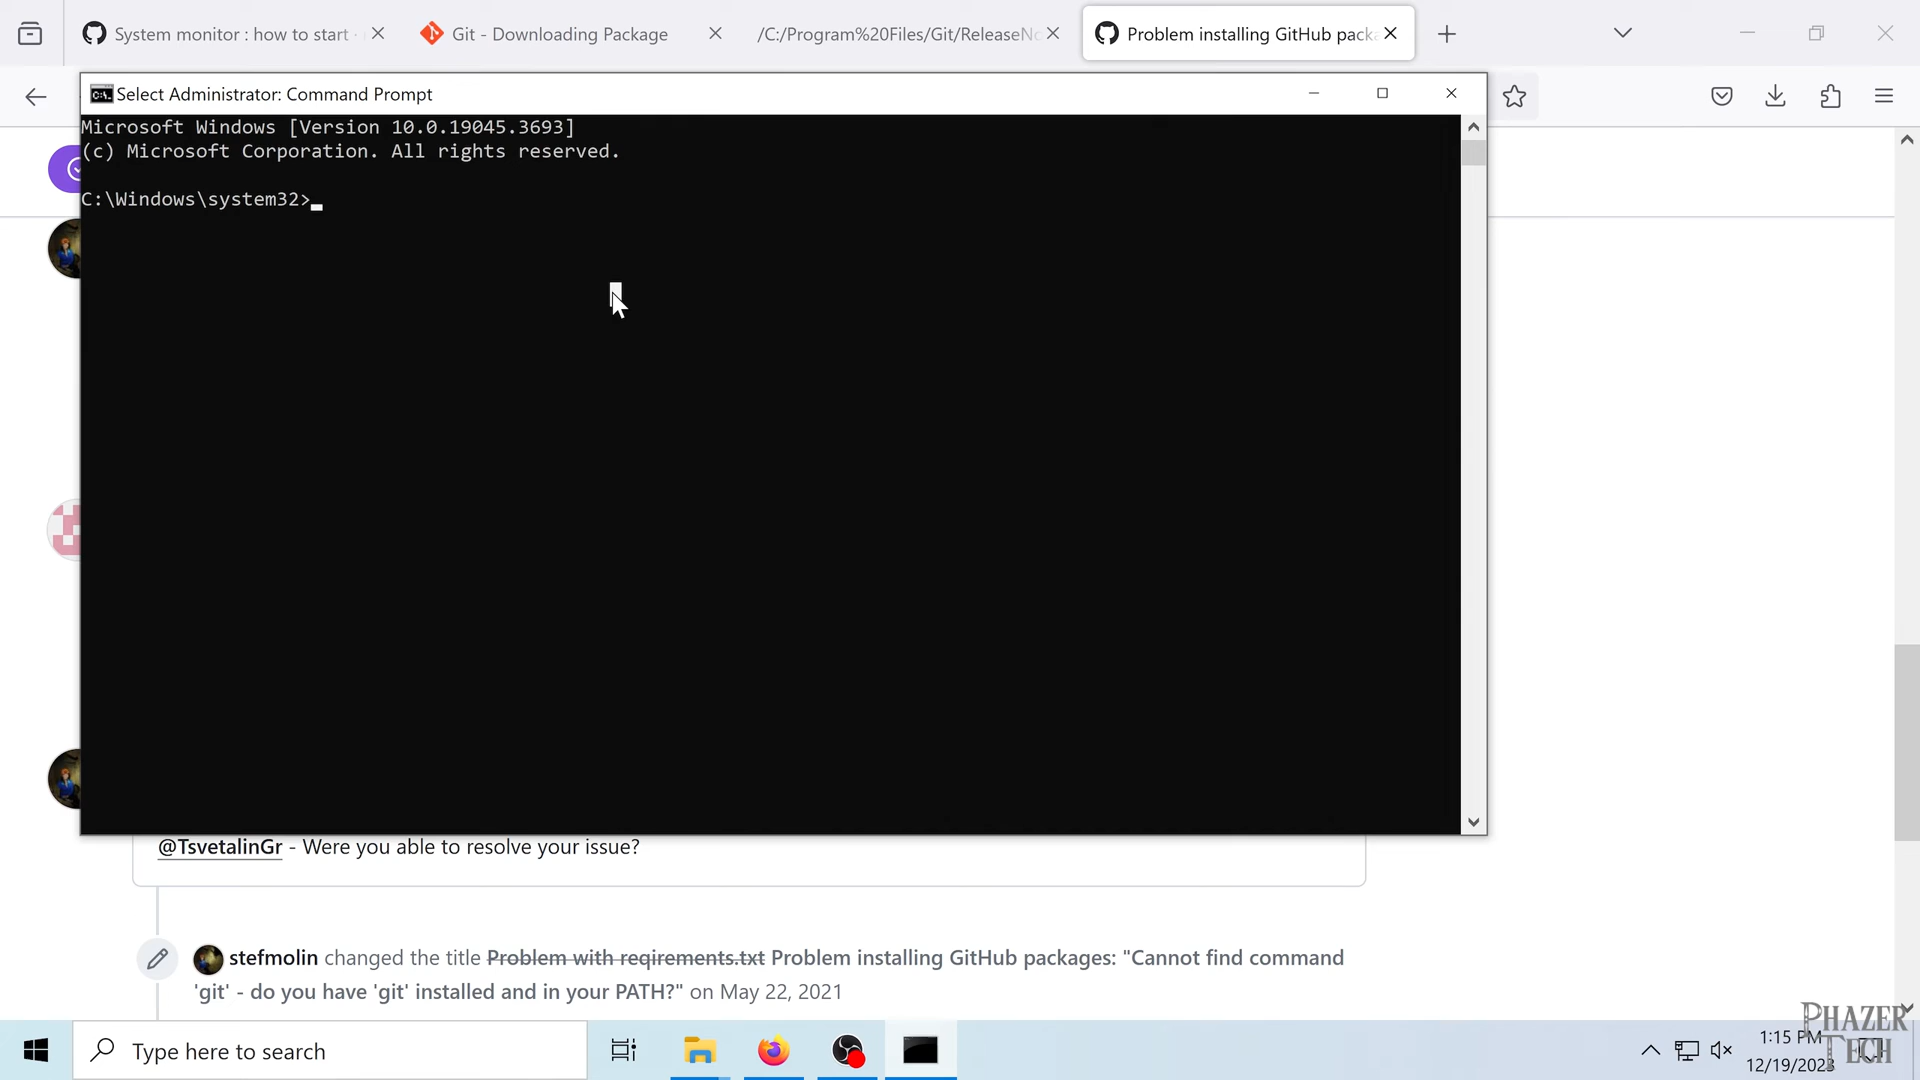 System monitor : how to start ·
Git - Downloading Package
/C:/Program%20Files/Git/ReleaseNo
Problem installing GitHub pack
Select Administrator: Command Prompt
Microsoft Windows [Version 10.0.19045.3693]
(c) Microsoft Corporation. All rights reserved.
C:\Windows\system32>
@TsvetalinGr - Were you able to resolve your issue?
stefmolin changed the title Problem with reqirements.txt Problem installing GitHub packages: "Cannot find command
'git' - do you have 'git' installed and in your PATH?" on May 22, 2021
Type here to search
1:15 PM
12/19/202
PHAZER
TECH